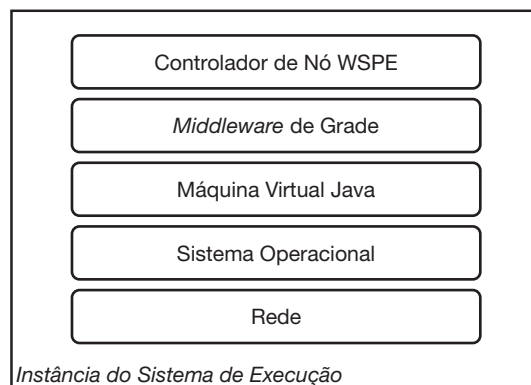 Controlador de Nó WSPE
Middleware de Grade
Máquina Virtual Java
Sistema Operacional
Rede
Instância do Sistema de Execução